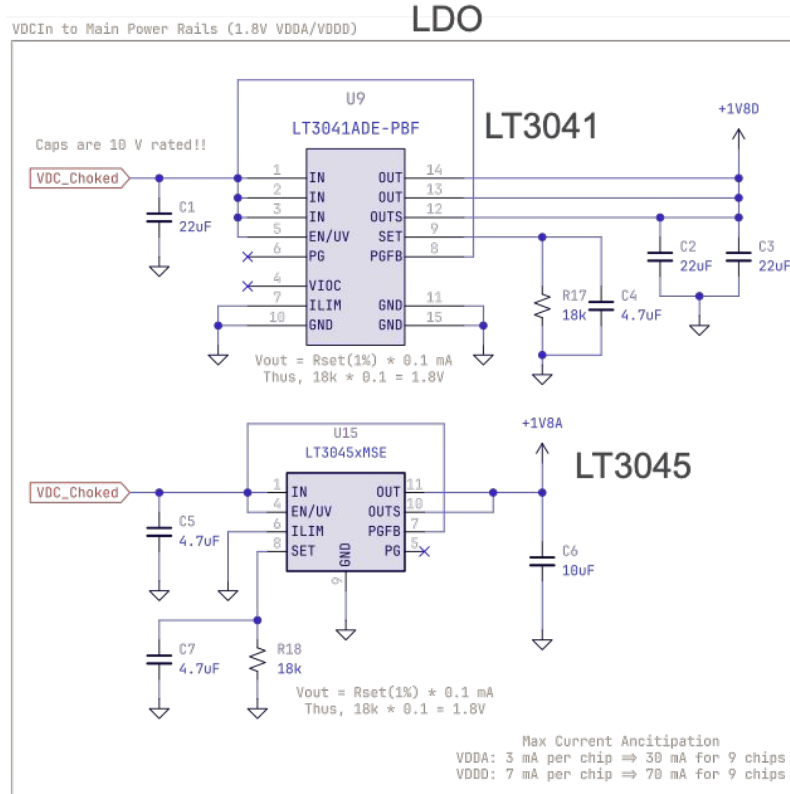 LDO
VDCIn to Main Power Rails (1.8V VDDA/VDDD)
U9
LT3041ADE-PBF
LT3041
+1V8D
Caps are 10 V rated!!
VDC_Choked
1 IN OUT 14
2 IN OUT 13
3 IN OUTS 12
5 EN/UV SET 9
6 PG PGFB 8
4 VIOC
7 ILIM GND 11
10 GND GND 15
C1
22uF
C2
22uF
C3
22uF
R17
18k
C4
4.7uF
Vout = Rset(1%) * 0.1 mA
Thus, 18k * 0.1 = 1.8V
U15
LT3045xMSE
LT3045
+1V8A
VDC_Choked
1 IN OUT 11
4 EN/UV OUTS 10
6 ILIM PGFB 7
8 SET PG 5
GND
9
C5
4.7uF
C6
10uF
C7
4.7uF
R18
18k
Vout = Rset(1%) * 0.1 mA
Thus, 18k * 0.1 = 1.8V
Max Current Ancitipation
VDDA: 3 mA per chip ⇒ 30 mA for 9 chips
VDDD: 7 mA per chip ⇒ 70 mA for 9 chips